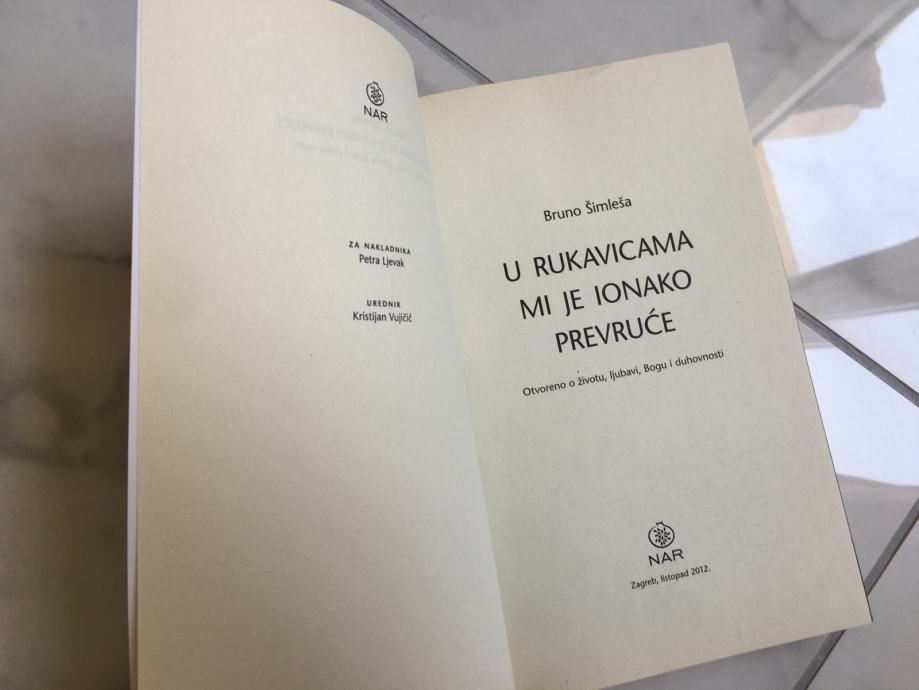 NAR
ZA NAKLADNIKA
Petra Ljevak
UREDNIK
Kristijan Vujičić
Bruno Šimleša
U RUKAVICAMA
MI JE IONAKO
PREVRUĆE
Otvoreno o životu, ljubavi, Bogu i duhovnosti
NAR
Zagreb, listopad 2012.